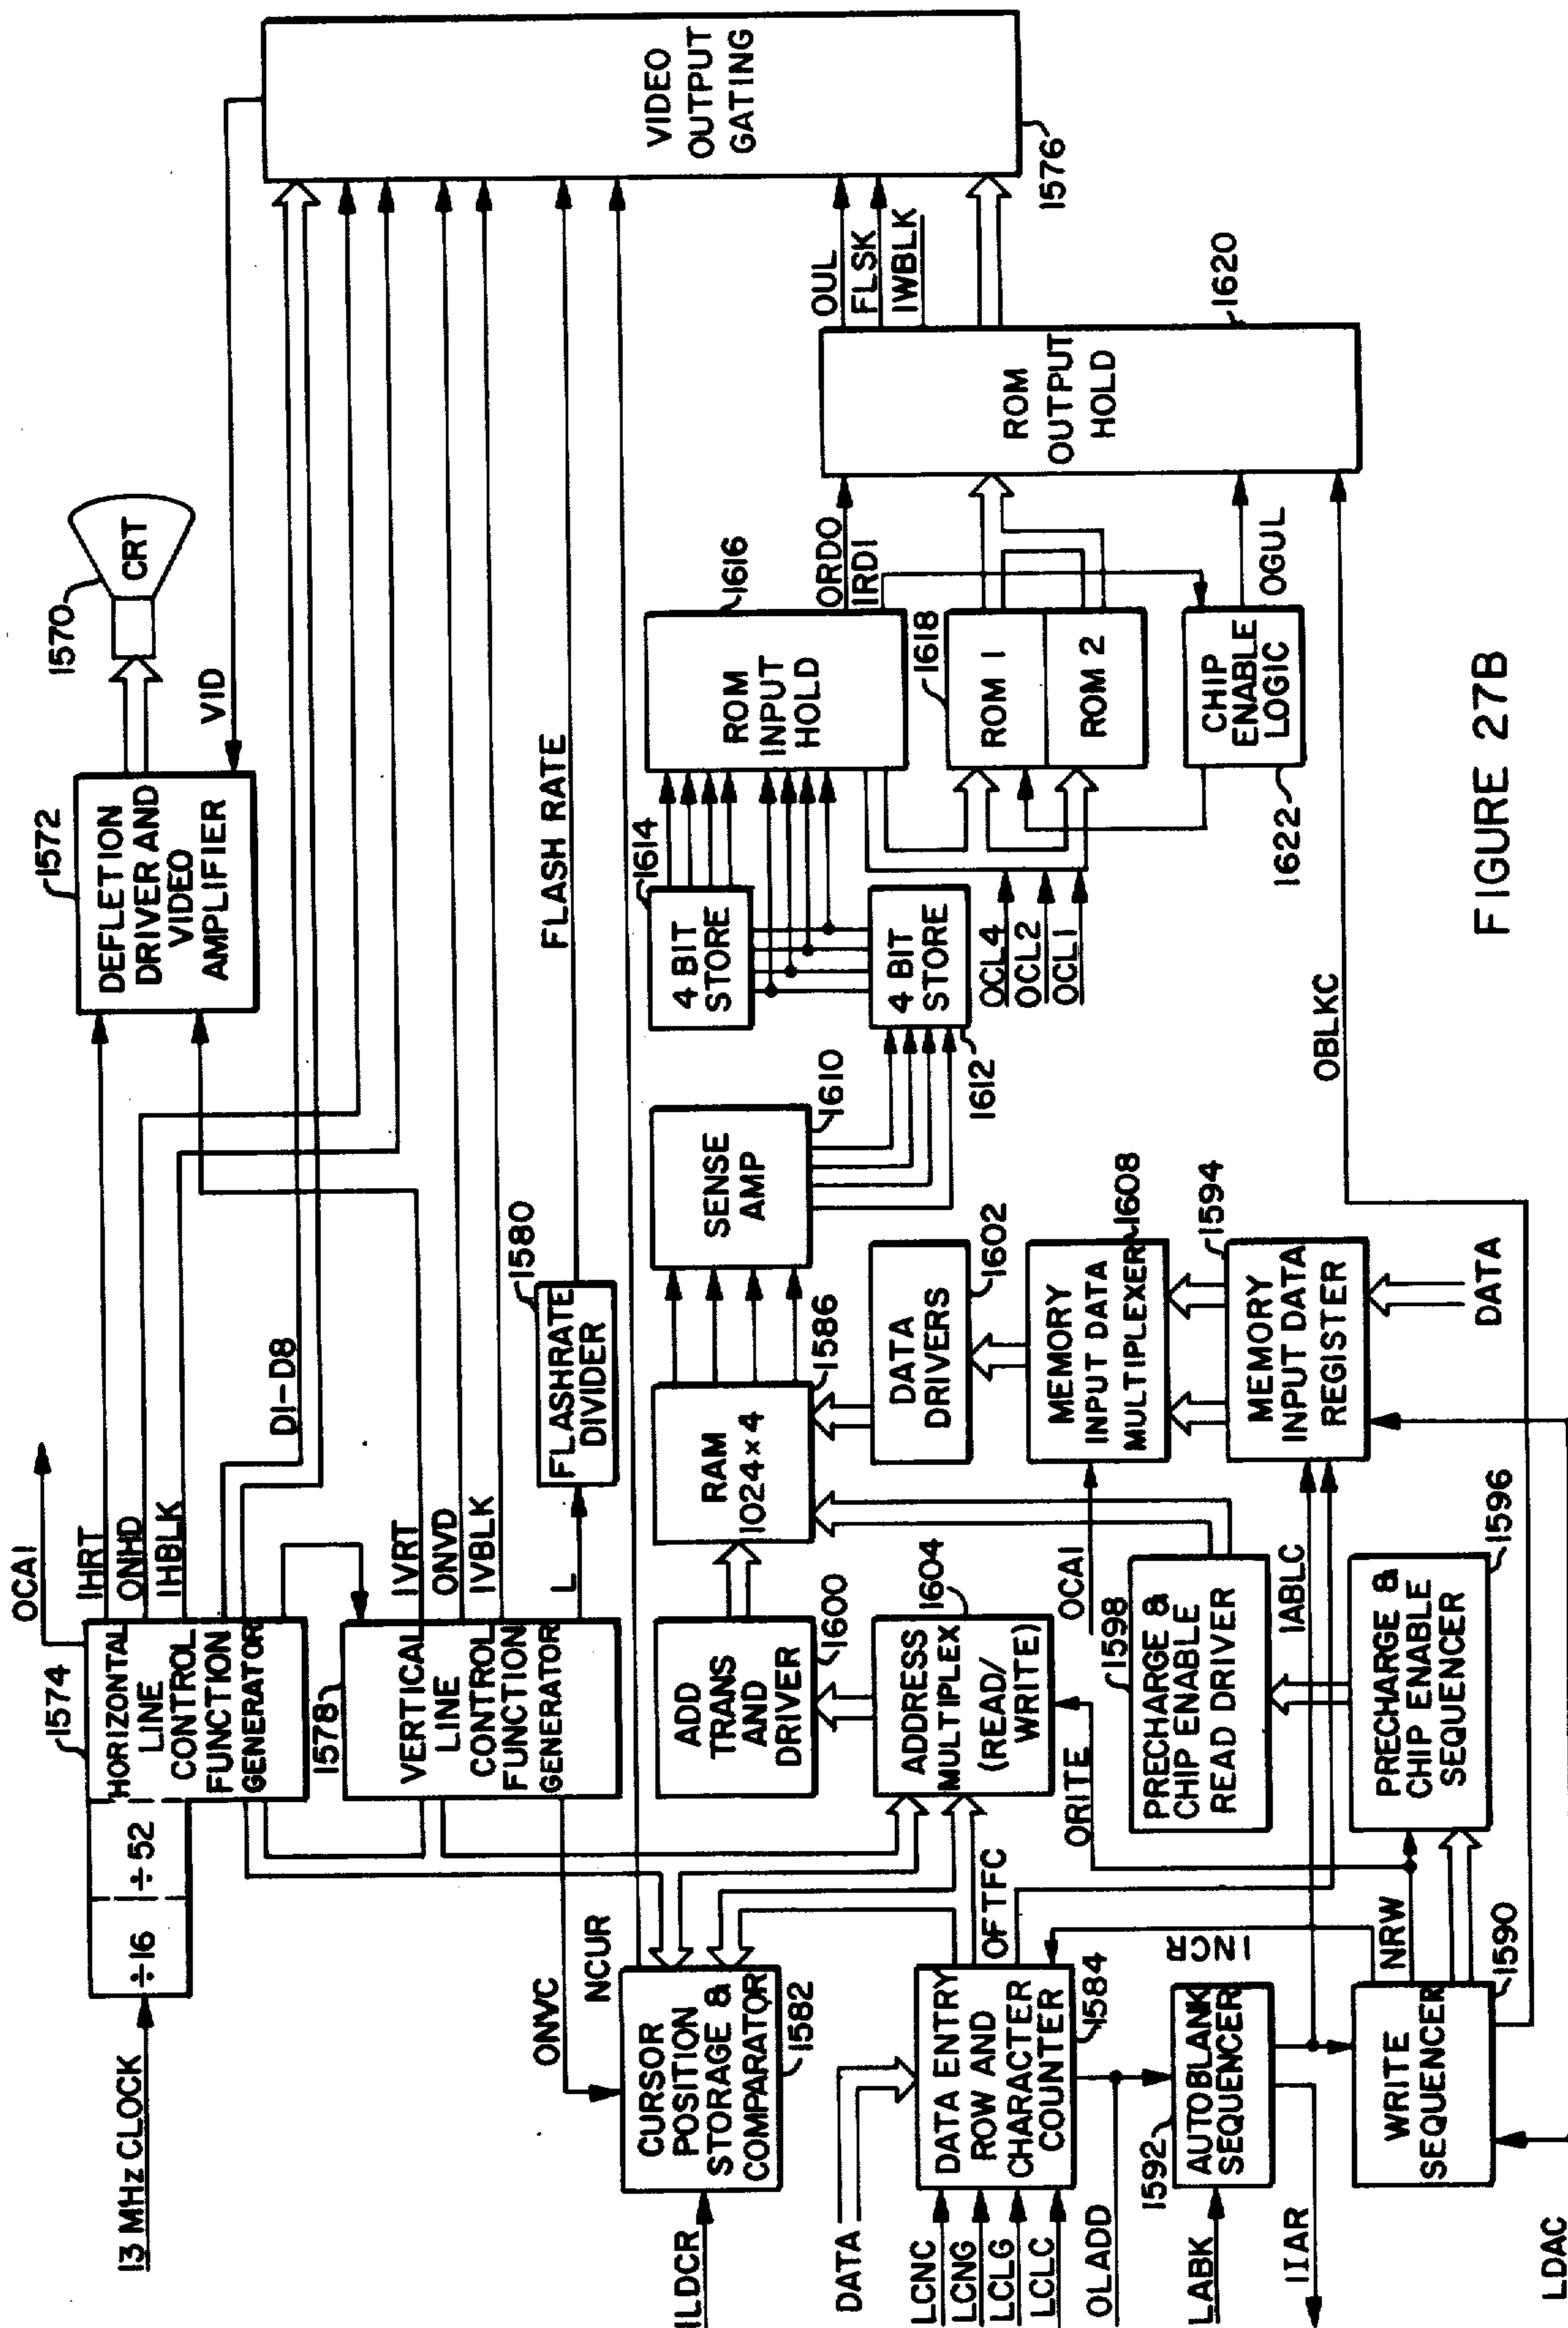 13 MHz CLOCK
÷16
÷52
1574
HORIZONTAL
LINE
CONTROL
FUNCTION
GENERATOR
OCAI
IHRT
ONHD
IHBLK
DI-D8
1578
VERTICAL
LINE
CONTROL
FUNCTION
GENERATOR
IVRT
ONVD
IVBLK
L
1572
DEFLETION
DRIVER AND
VIDEO
AMPLIFIER
1570
CRT
VID
1580
FLASHRATE
DIVIDER
FLASH RATE
VIDEO
OUTPUT
GATING
1576
ONVC
NCUR
ILDCR
CURSOR
POSITION
STORAGE &
COMPARATOR
1582
ADD
TRANS
AND
DRIVER
1600
RAM
1024×4
1586
SENSE
AMP
1610
1614
4 BIT
STORE
4 BIT
STORE
1612
ROM
INPUT
HOLD
1616
ORDO
IRDI
OUL
FLSK
IWBLK
DATA
LCNC
LCNG
LCLG
LCLC
OLADD
DATA ENTRY
ROW AND
CHARACTER
COUNTER
1584
OFTFC
ADDRESS
MULTIPLEX
(READ/
WRITE)
1604
ORITE
DATA
DRIVERS
1602
OCL4
OCL2
OCL1
1618
ROM 1
ROM 2
ROM
OUTPUT
HOLD
1620
OCAI
MEMORY
INPUT DATA
MULTIPLEXER
1608
CHIP
ENABLE
LOGIC
1622
OGUL
1592
AUTOBLANK
SEQUENCER
LABK
IIAR
1598
PRECHARGE &
CHIP ENABLE
READ DRIVER
IABLC
MEMORY
INPUT DATA
REGISTER
1594
OBLKC
WRITE
SEQUENCER
1590
NRW
PRECHARGE &
CHIP ENABLE
SEQUENCER
1596
DATA
LDAC
FIGURE 27B